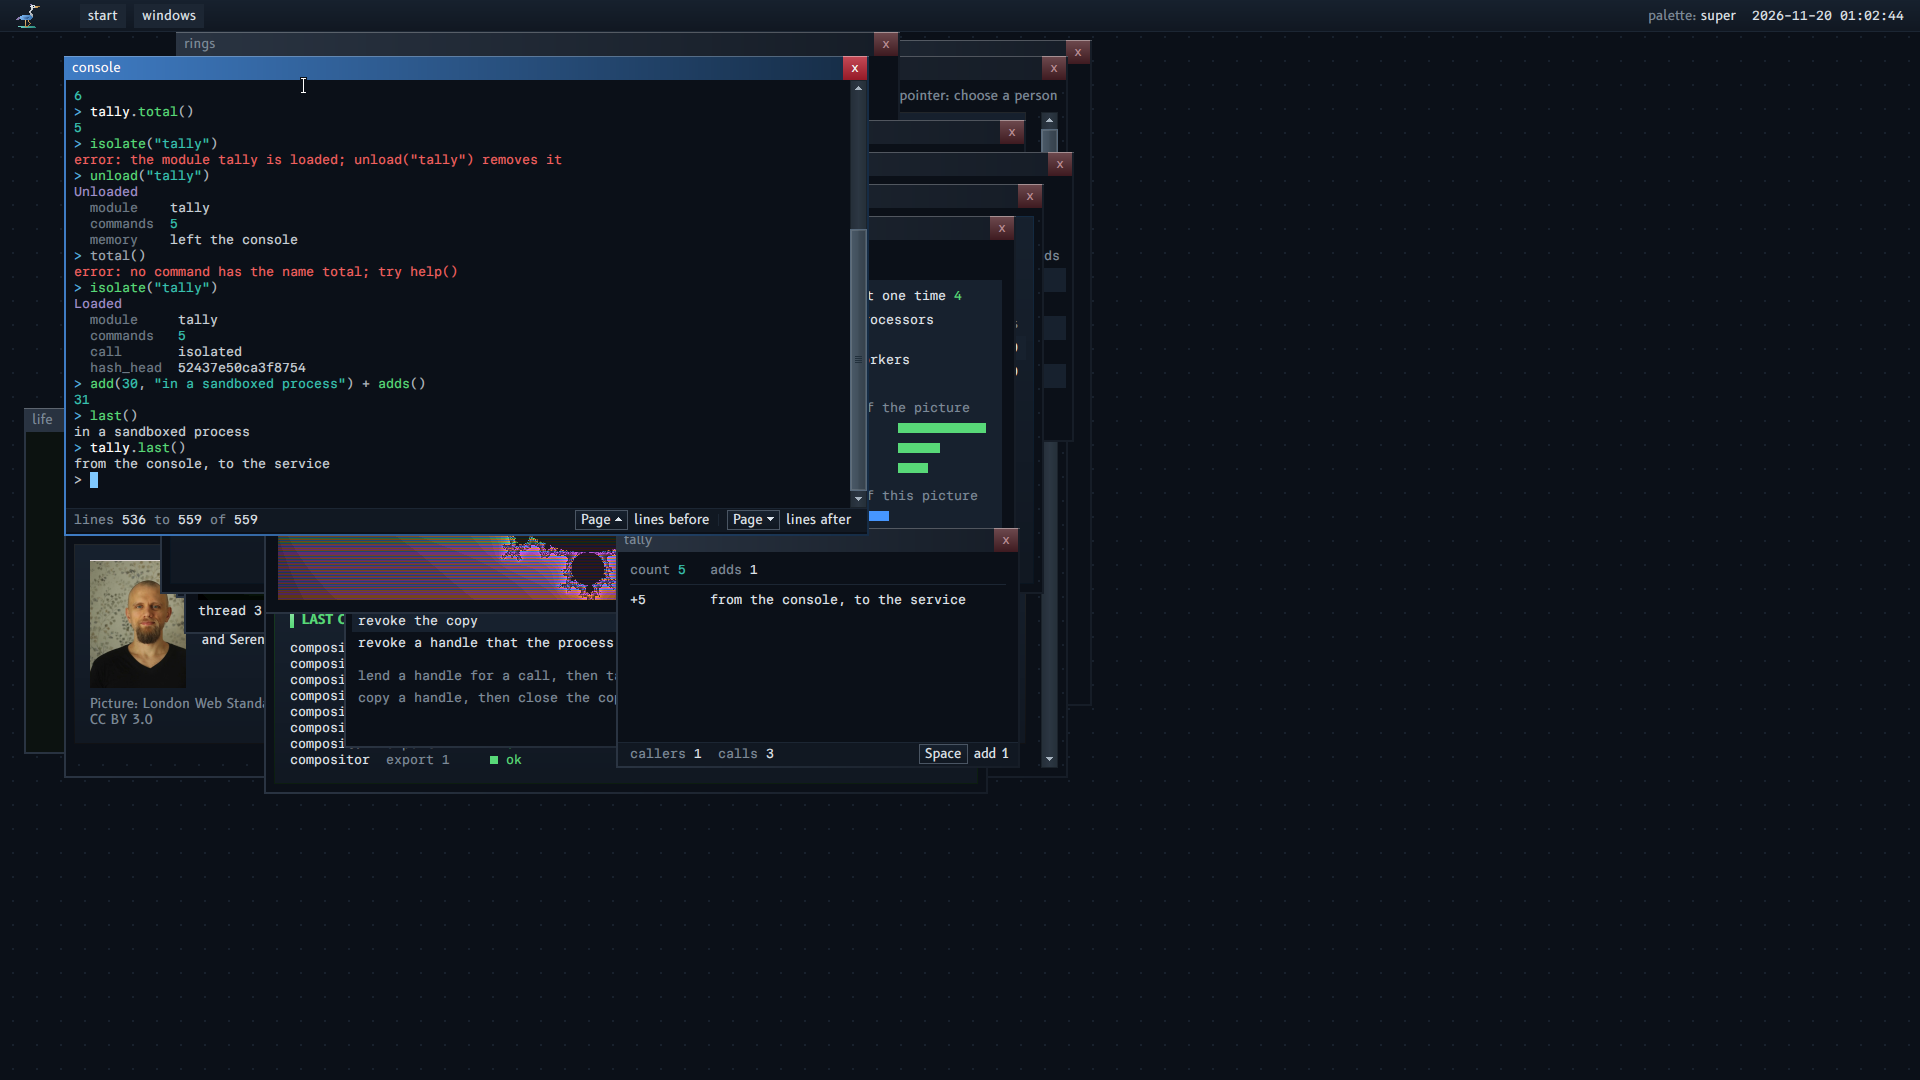 start windows palette: super 2026-11-20 01:02:44
rings x
x
console x
x
pointer: choose a person
6
> tally.total()
5
> isolate("tally")
error: the module tally is loaded; unload("tally") removes it
> unload("tally")
Unloaded
module tally
commands 5
memory left the console
> total()
error: no command has the name total; try help()
> isolate("tally")
Loaded
module tally
commands 5
call isolated
hash_head 52437e50ca3f8754
> add(30, "in a sandboxed process") + adds()
31
> last()
in a sandboxed process
> tally.last()
from the console, to the service
>
lines 536 to 559 of 559 Page lines before Page lines after
x
x
x
x
ds
one time 4
rkers
the picture
this picture
life
tally x
count 5 adds 1
+5 from the console, to the service
callers 1 calls 3 Space add 1
thread 3
and Seren
Picture: London Web Standa
CC BY 3.0
LAST C
revoke the copy
revoke a handle that the process
lend a handle for a call, then t
copy a handle, then close the co
composi
composi
composi
composi
composi
composi
composi
compositor export 1 ok